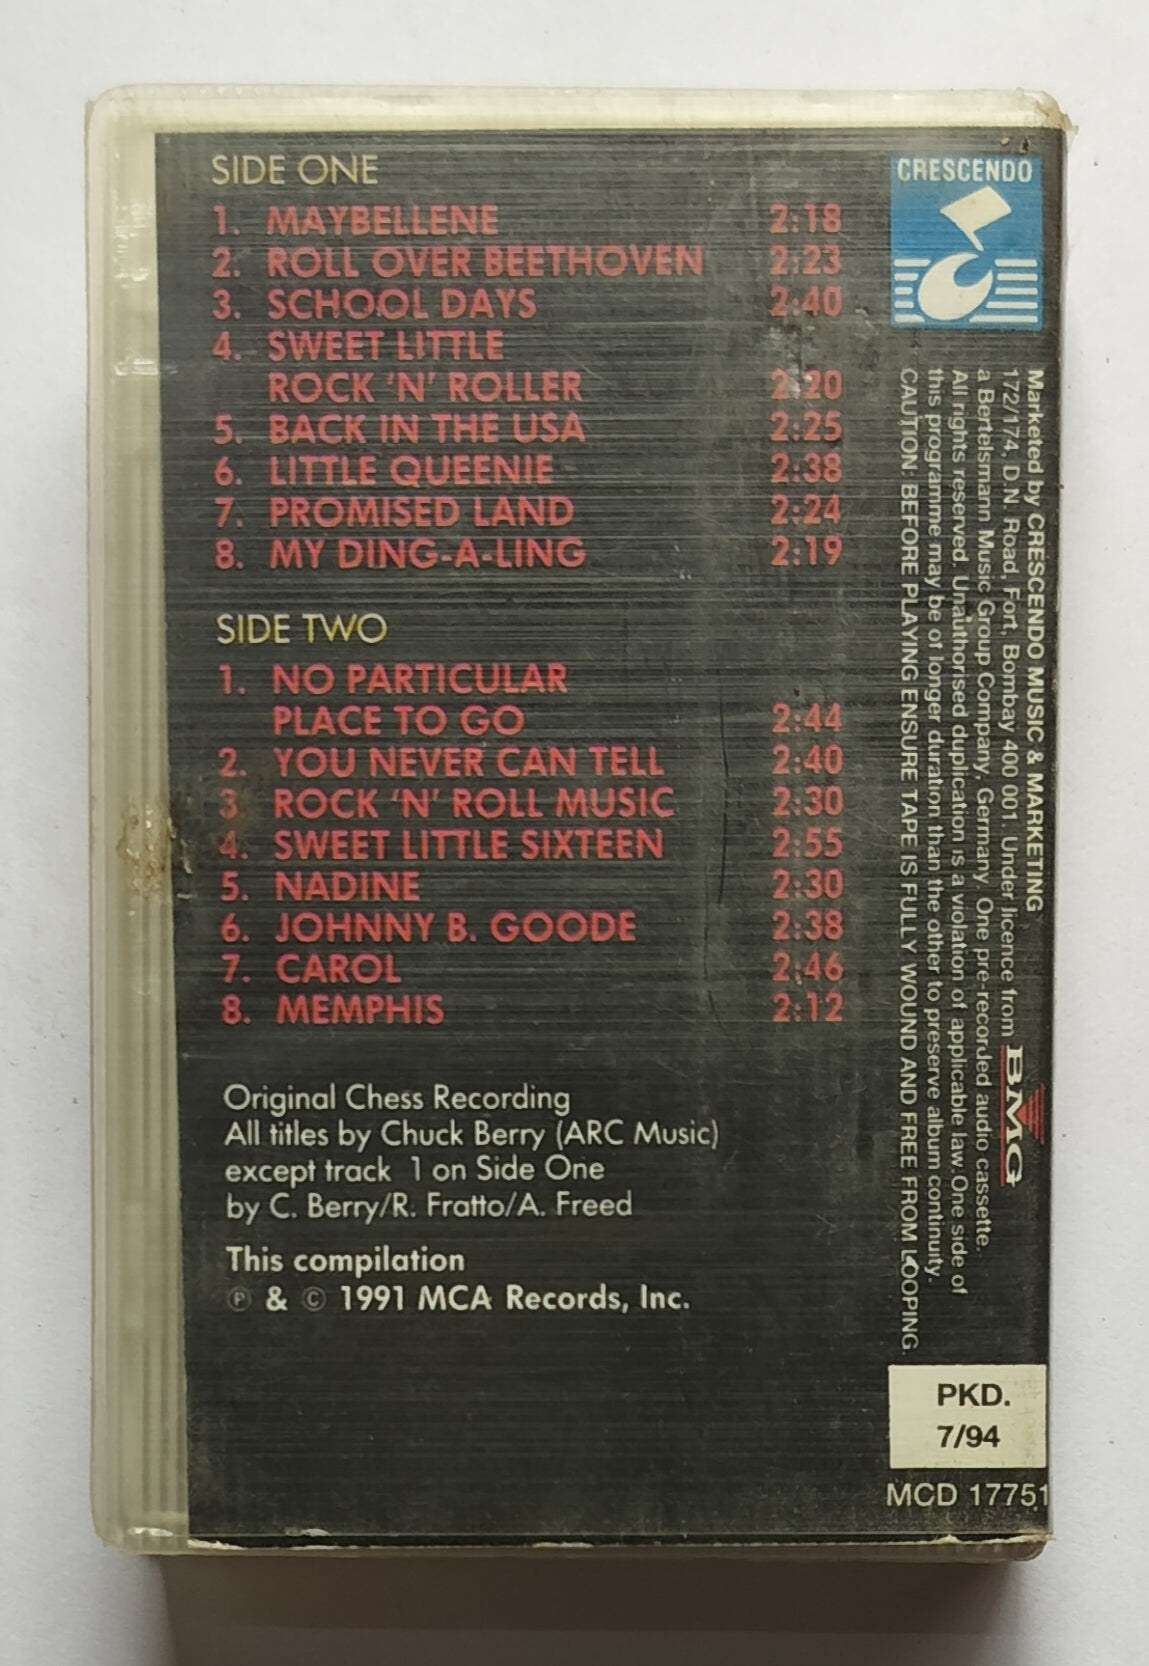 SIDE ONE
1. MAYBELLENE 2:18
2. ROLL OVER BEETHOVEN 2:23
3. SCHOOL DAYS 2:40
4. SWEET LITTLE
ROCK 'N' ROLLER 2:20
5. BACK IN THE USA 2:25
6. LITTLE QUEENIE 2:38
7. PROMISED LAND 2:24
8. MY DING-A-LING 2:19
SIDE TWO
1. NO PARTICULAR
PLACE TO GO 2:44
2. YOU NEVER CAN TELL 2:40
3. ROCK 'N' ROLL MUSIC 2:30
4. SWEET LITTLE SIXTEEN 2:55
5. NADINE 2:30
6. JOHNNY B. GOODE 2:38
7. CAROL 2:46
8. MEMPHIS 2:12
Original Chess Recording
All titles by Chuck Berry (ARC Music)
except track 1 on Side One
by C. Berry/R. Fratto/A. Freed
This compilation
℗ & © 1991 MCA Records, Inc.
CRESCENDO
Marketed by CRESCENDO MUSIC & MARKETING
172/174, D.N. Road, Fort, Bombay 400 001. Under licence from BMG
a Bertelsmann Music Group Company, Germany. One pre-recorded audio cassette.
All rights reserved. Unauthorised duplication is a violation of applicable law. One side of
this programme may be of longer duration than the other to preserve album continuity.
CAUTION: BEFORE PLAYING ENSURE TAPE IS FULLY WOUND AND FREE FROM LOOPING.
PKD.
7/94
MCD 17751